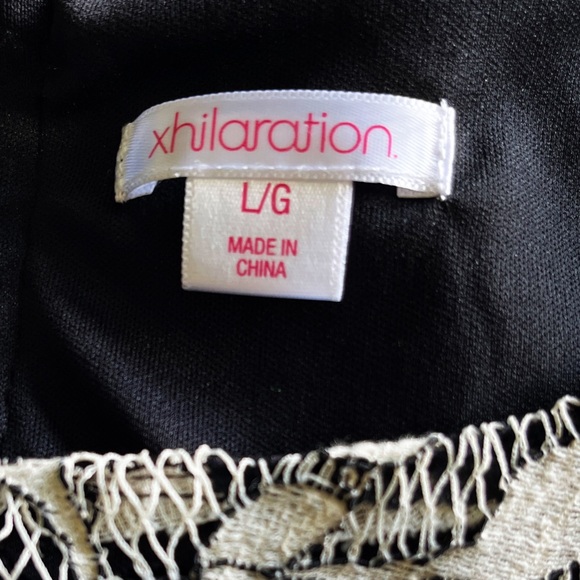 xhilaration.
L/G
MADE IN
CHINA